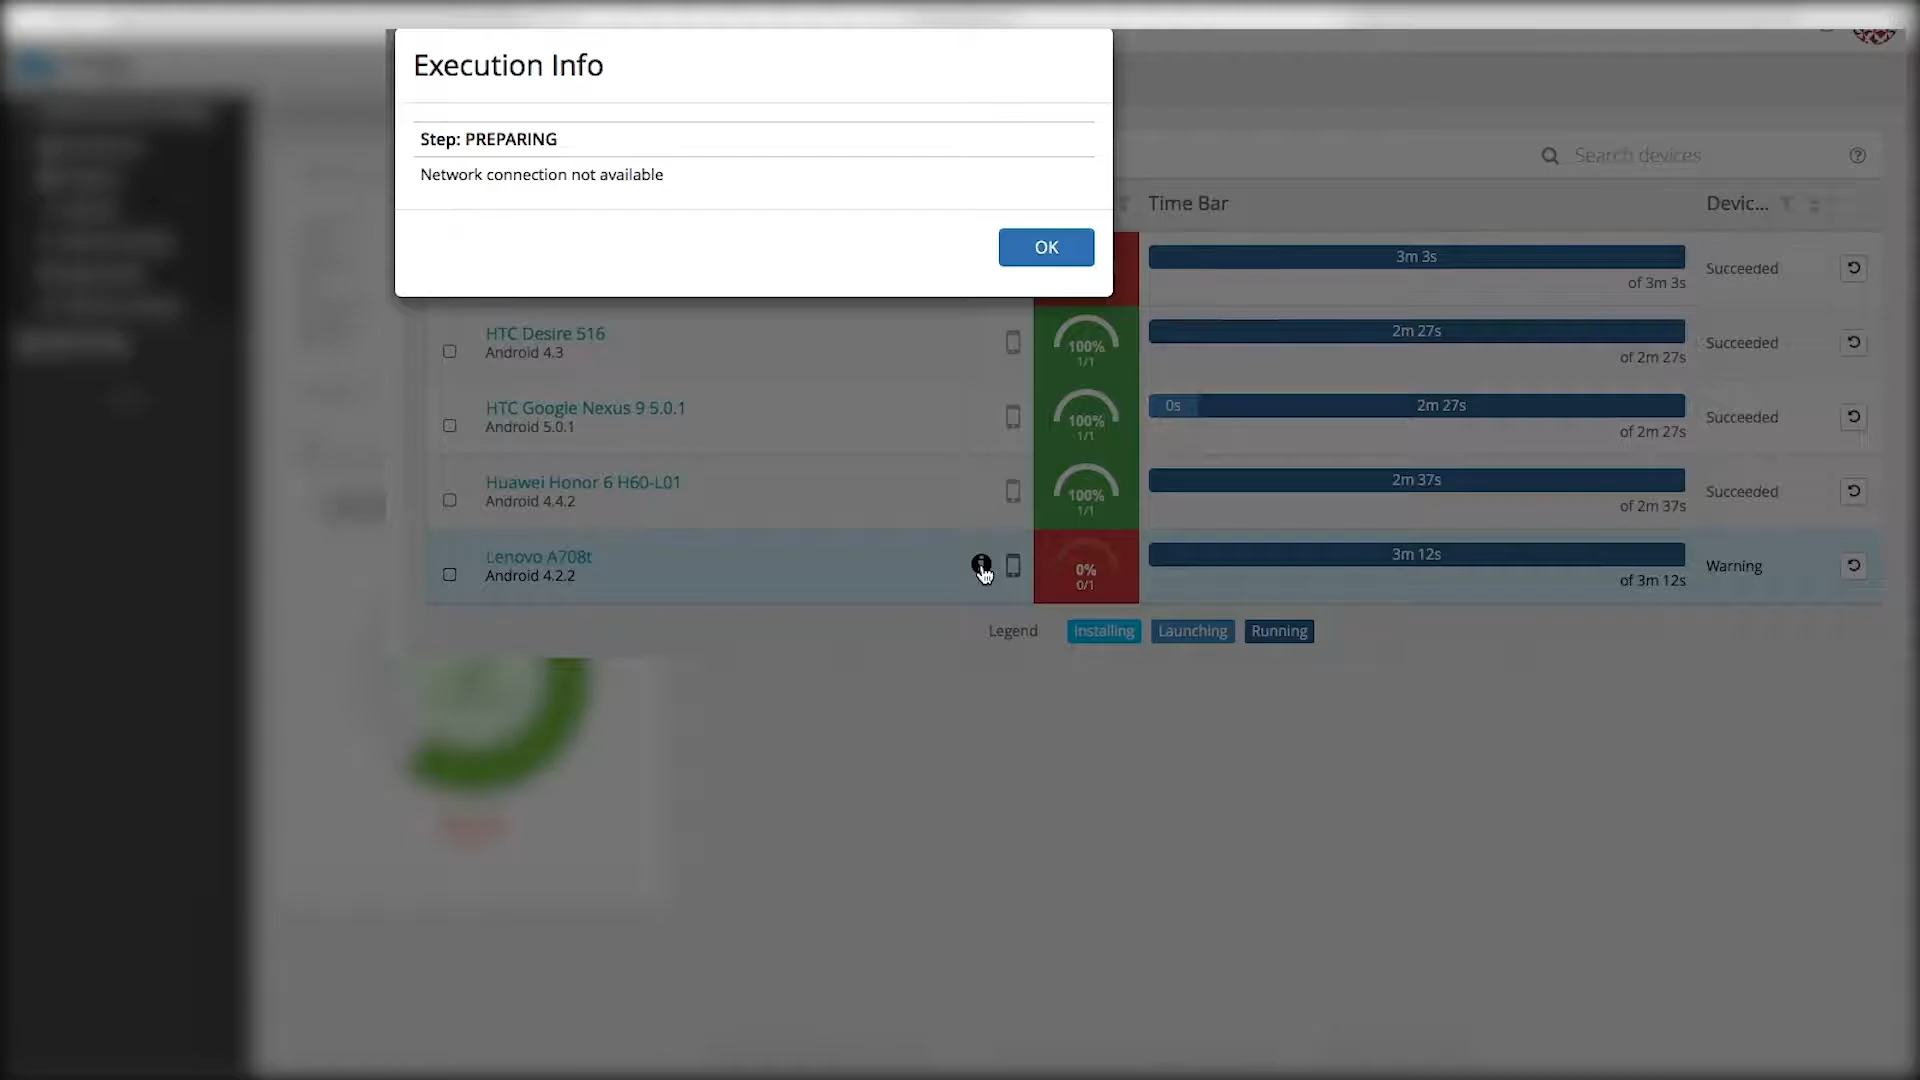 Execution Info
Step: PREPARING
Network connection not available
OK
Search devices
Time Bar
Devic...
3m 3s
of 3m 3s
Succeeded
HTC Desire 516
Android 4.3
100%
1/1
2m 27s
of 2m 27s
Succeeded
HTC Google Nexus 9 5.0.1
Android 5.0.1
100%
1/1
0s
2m 27s
of 2m 27s
Succeeded
Huawei Honor 6 H60-L01
Android 4.4.2
100%
1/1
2m 37s
of 2m 37s
Succeeded
Lenovo A708t
Android 4.2.2
0%
0/1
3m 12s
of 3m 12s
Warning
Legend
Installing
Launching
Running